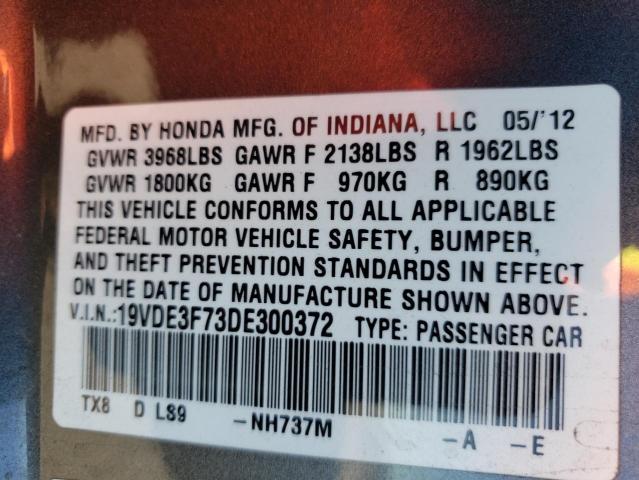 MFD. BY HONDA MFG. OF INDIANA, LLC 05/'12
GVWR 3968LBS GAWR F 2138LBS R 1962LBS
GVWR 1800KG GAWR F 970KG R 890KG
THIS VEHICLE CONFORMS TO ALL APPLICABLE
FEDERAL MOTOR VEHICLE SAFETY, BUMPER,
AND THEFT PREVENTION STANDARDS IN EFFECT
ON THE DATE OF MANUFACTURE SHOWN ABOVE.
V.I.N.:19VDE3F73DE300372 TYPE: PASSENGER CAR
TX8 D L89 -NH737M -A -E